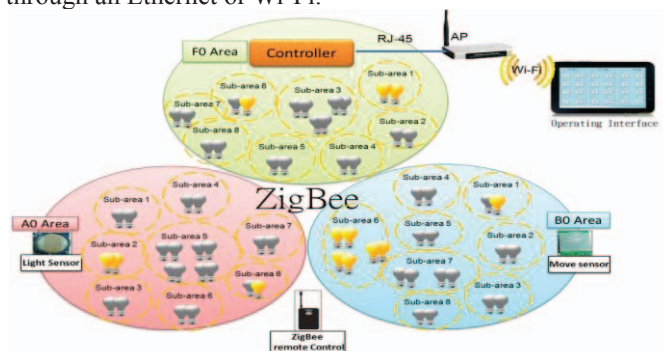 through an Ethernet or Wi-Fi.
RJ-45
AP
F0 Area
Controller
Wi-Fi
Operating Interface
Sub-area 1
Sub-area 6
Sub-area 3
Sub-area 7
Sub-area 2
Sub-area 8
Sub-area 5
Sub-area 4
ZigBee
A0 Area
Light Sensor
Sub-area 4
Sub-area 1
Sub-area 7
Sub-area 5
Sub-area 2
Sub-area 8
Sub-area 3
Sub-area 6
B0 Area
Move sensor
Sub-area 4
Sub-area 1
Sub-area 6
Sub-area 5
Sub-area 2
Sub-area 7
Sub-area 3
Sub-area 8
ZigBee
remote Control